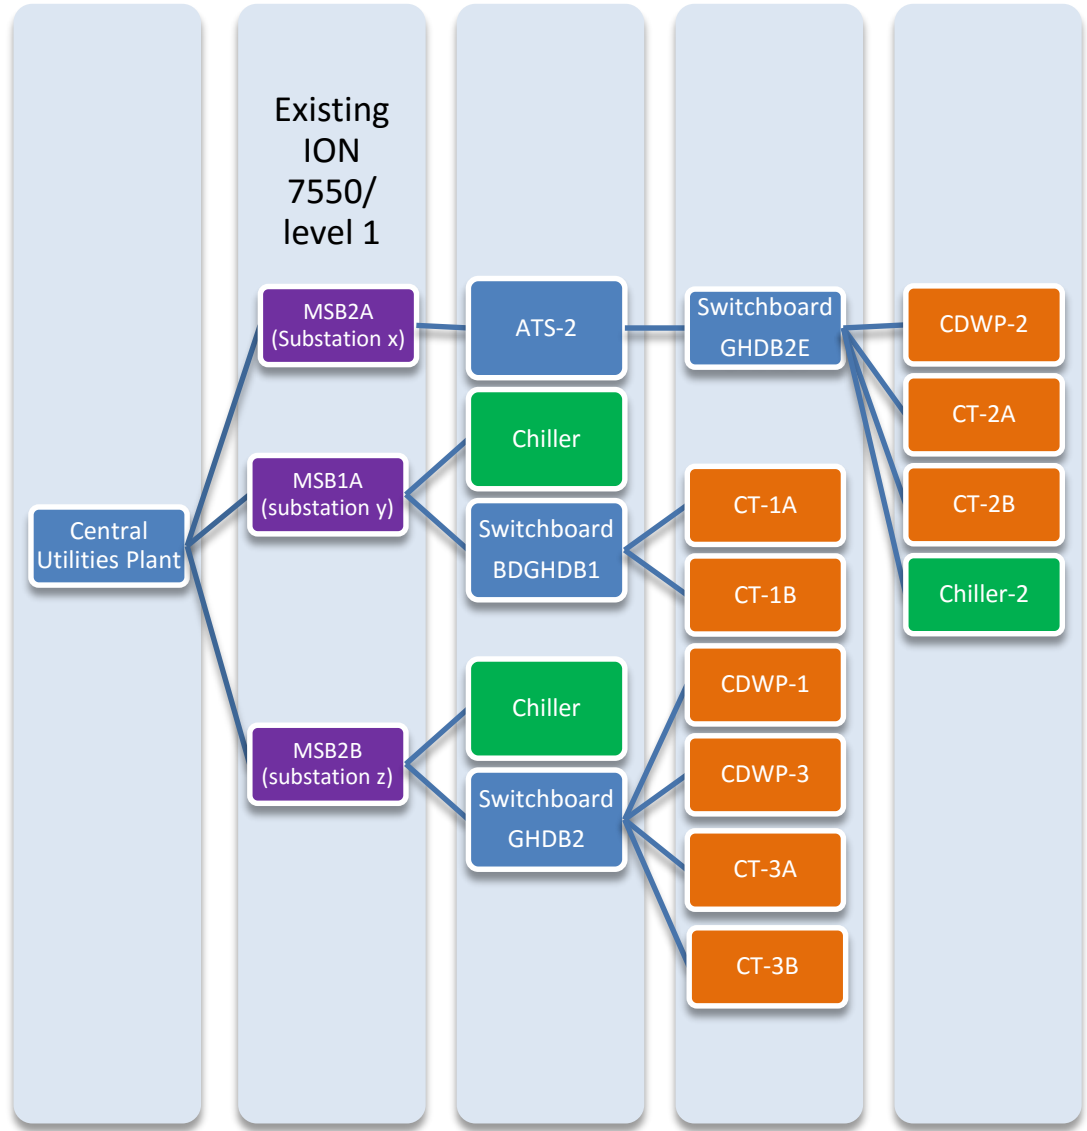 Existing
ION
7550/
level 1
Central
Utilities Plant
MSB2A
(Substation x)
MSB1A
(substation y)
MSB2B
(substation z)
ATS-2
Chiller
Switchboard
BDGHDB1
Chiller
Switchboard
GHDB2
Switchboard
GHDB2E
CT-1A
CT-1B
CDWP-1
CDWP-3
CT-3A
CT-3B
CDWP-2
CT-2A
CT-2B
Chiller-2